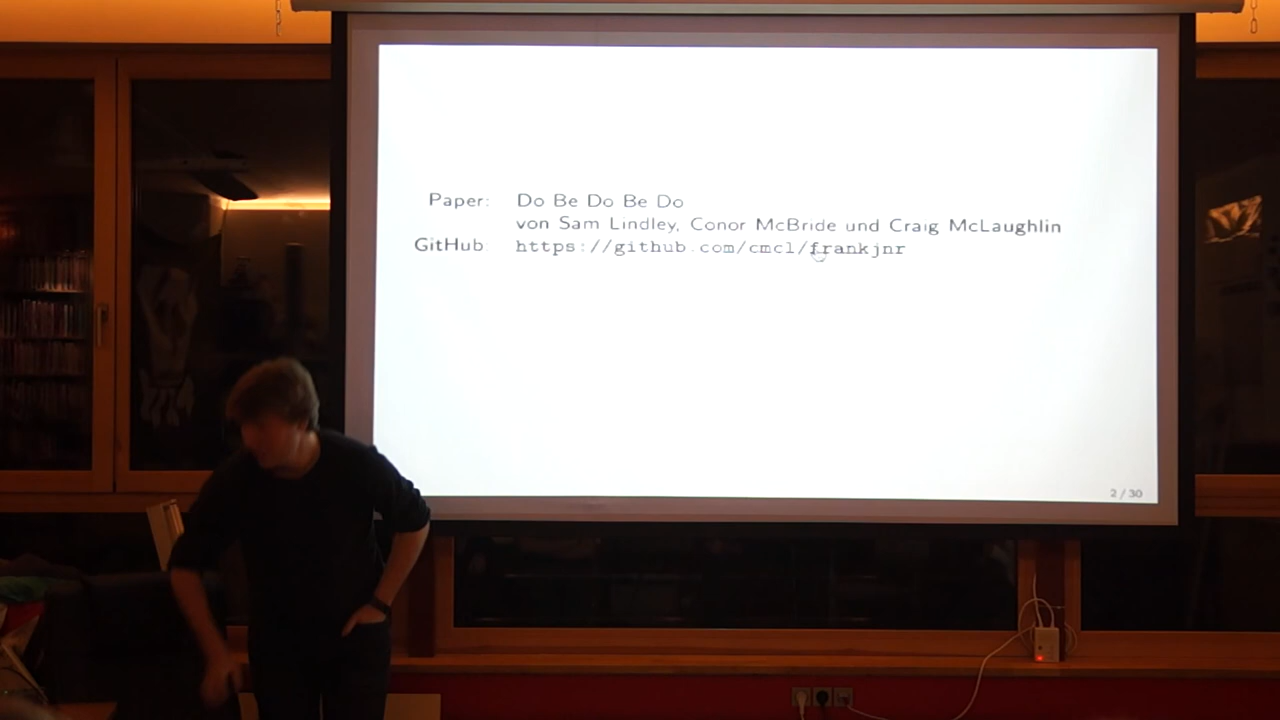 Paper: Do Be Do Be Do
von Sam Lindley, Conor McBride und Craig McLaughlin
GitHub: https://github.com/cmcl/frankjnr
2 / 30